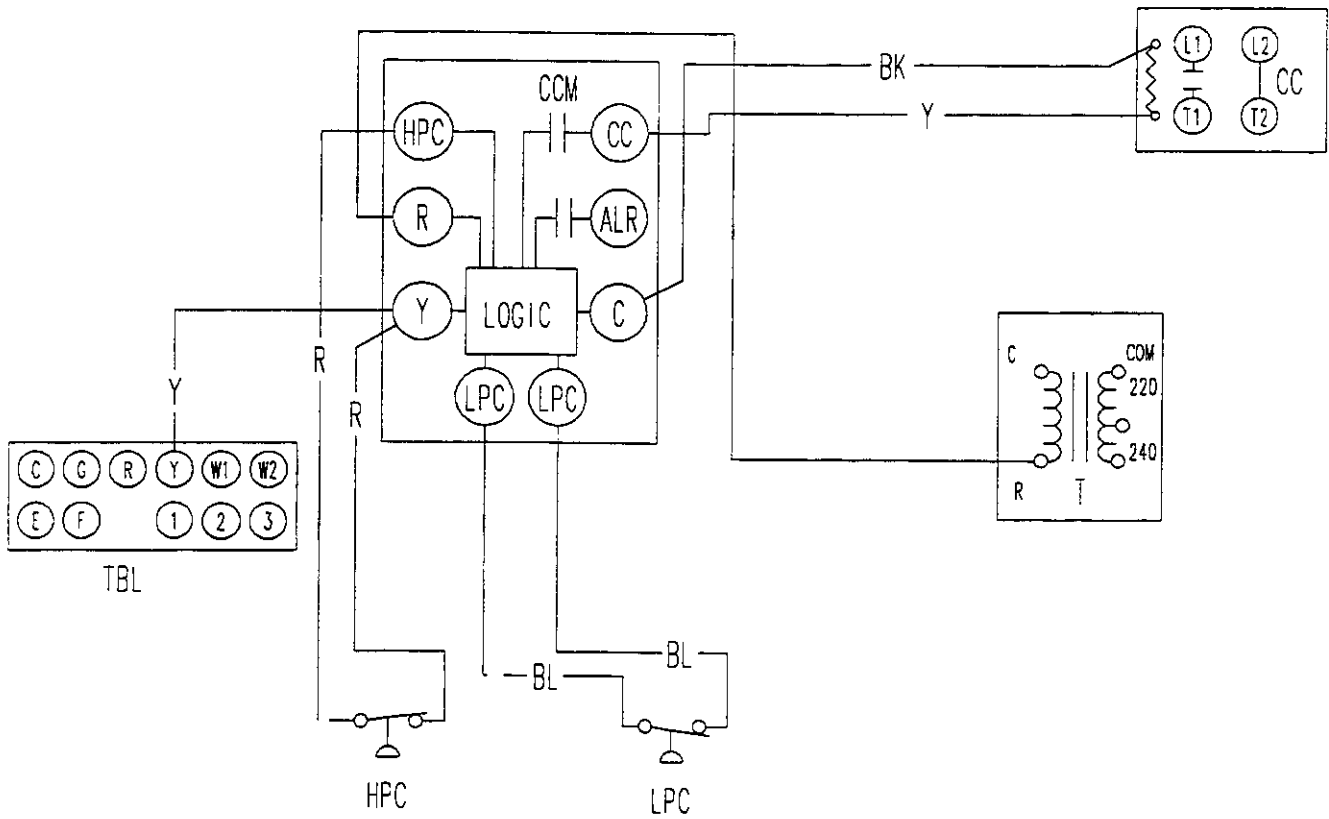 L1 L2
BK
CCM
CC
HPC
CC
Y
T1 T2
R
ALR
Y
LOGIC
C
R
C
COM
Y
R
LPC
LPC
220
240
C G R Y W1 W2
R
T
E F 1 2 3
TBL
BL
BL
HPC
LPC